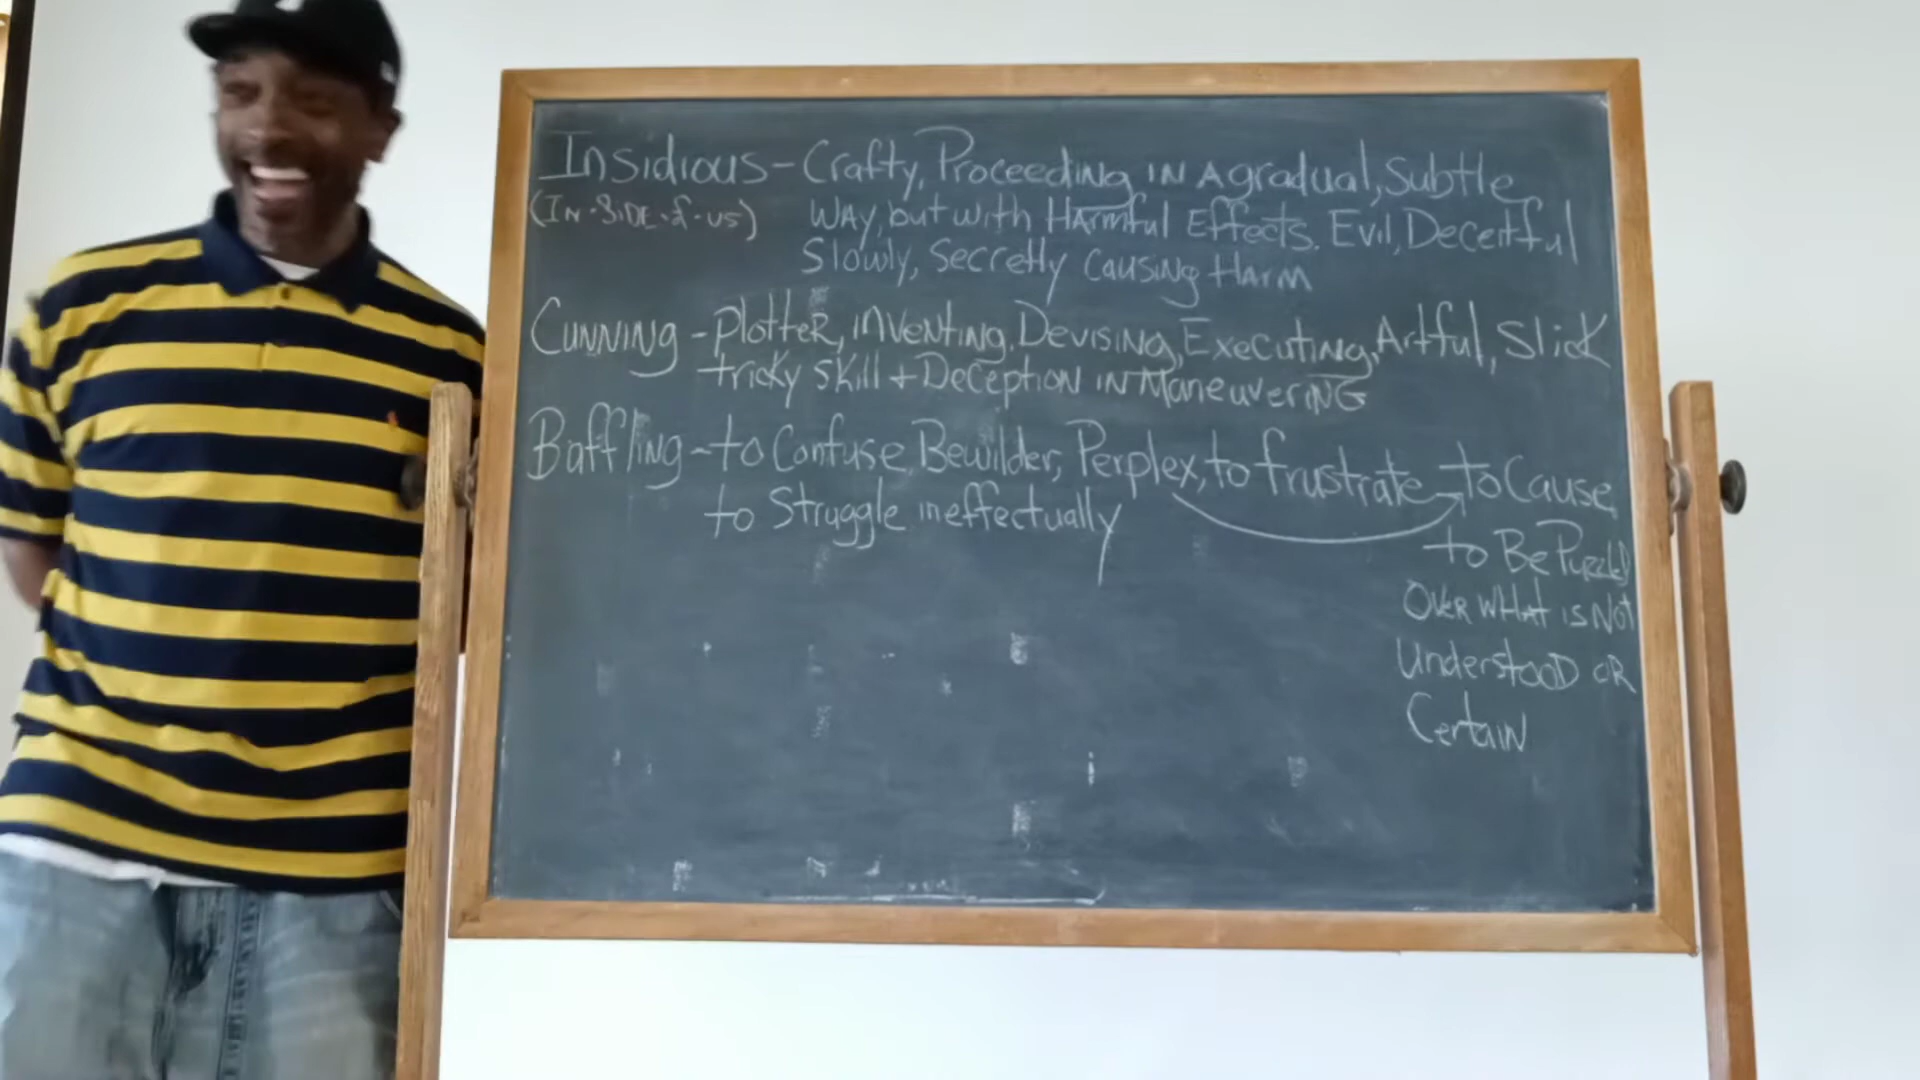 Insidious - Crafty, Proceeding IN A gradual, Subtle
(IN-SIDE-of-us) WAY, but with HArmful Effects. Evil, Deceitful
Slowly, Secretly Causing HArm
Cunning - Plotter, inventing, Devising, Executing, Artful, Slick
tricky skill + Deception IN Maneuvering
Baffling - to Confuse, Bewilder, Perplex, to frustrate to Cause
to Struggle ineffectually
to Be Puzzled
OVER WHAt is Not
UnderstOOD OR
Certain